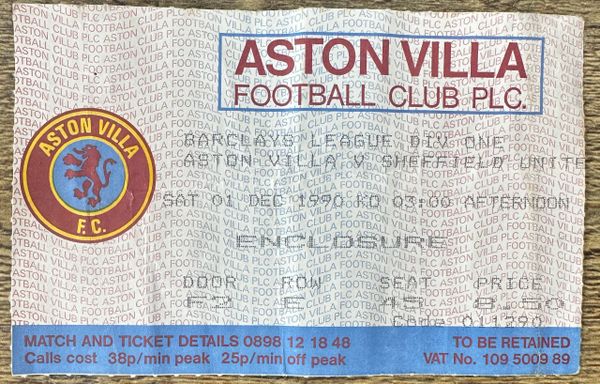 ASTON VILLA
FOOTBALL CLUB PLC.
ASTON VILLA
F.C.
BARCLAYS LEAGUE DIV ONE
ASTON VILLA V SHEFFIELD UNITE
SAT 01 DEC 1990 KO 03:00 AFTERNOON
ENCLOSURE
DOOR ROW SEAT PRICE
F2 E 49 8.50
Code 011290
MATCH AND TICKET DETAILS 0898 12 18 48
TO BE RETAINED
Calls cost 38p/min peak 25p/min off peak
VAT No. 109 5009 89